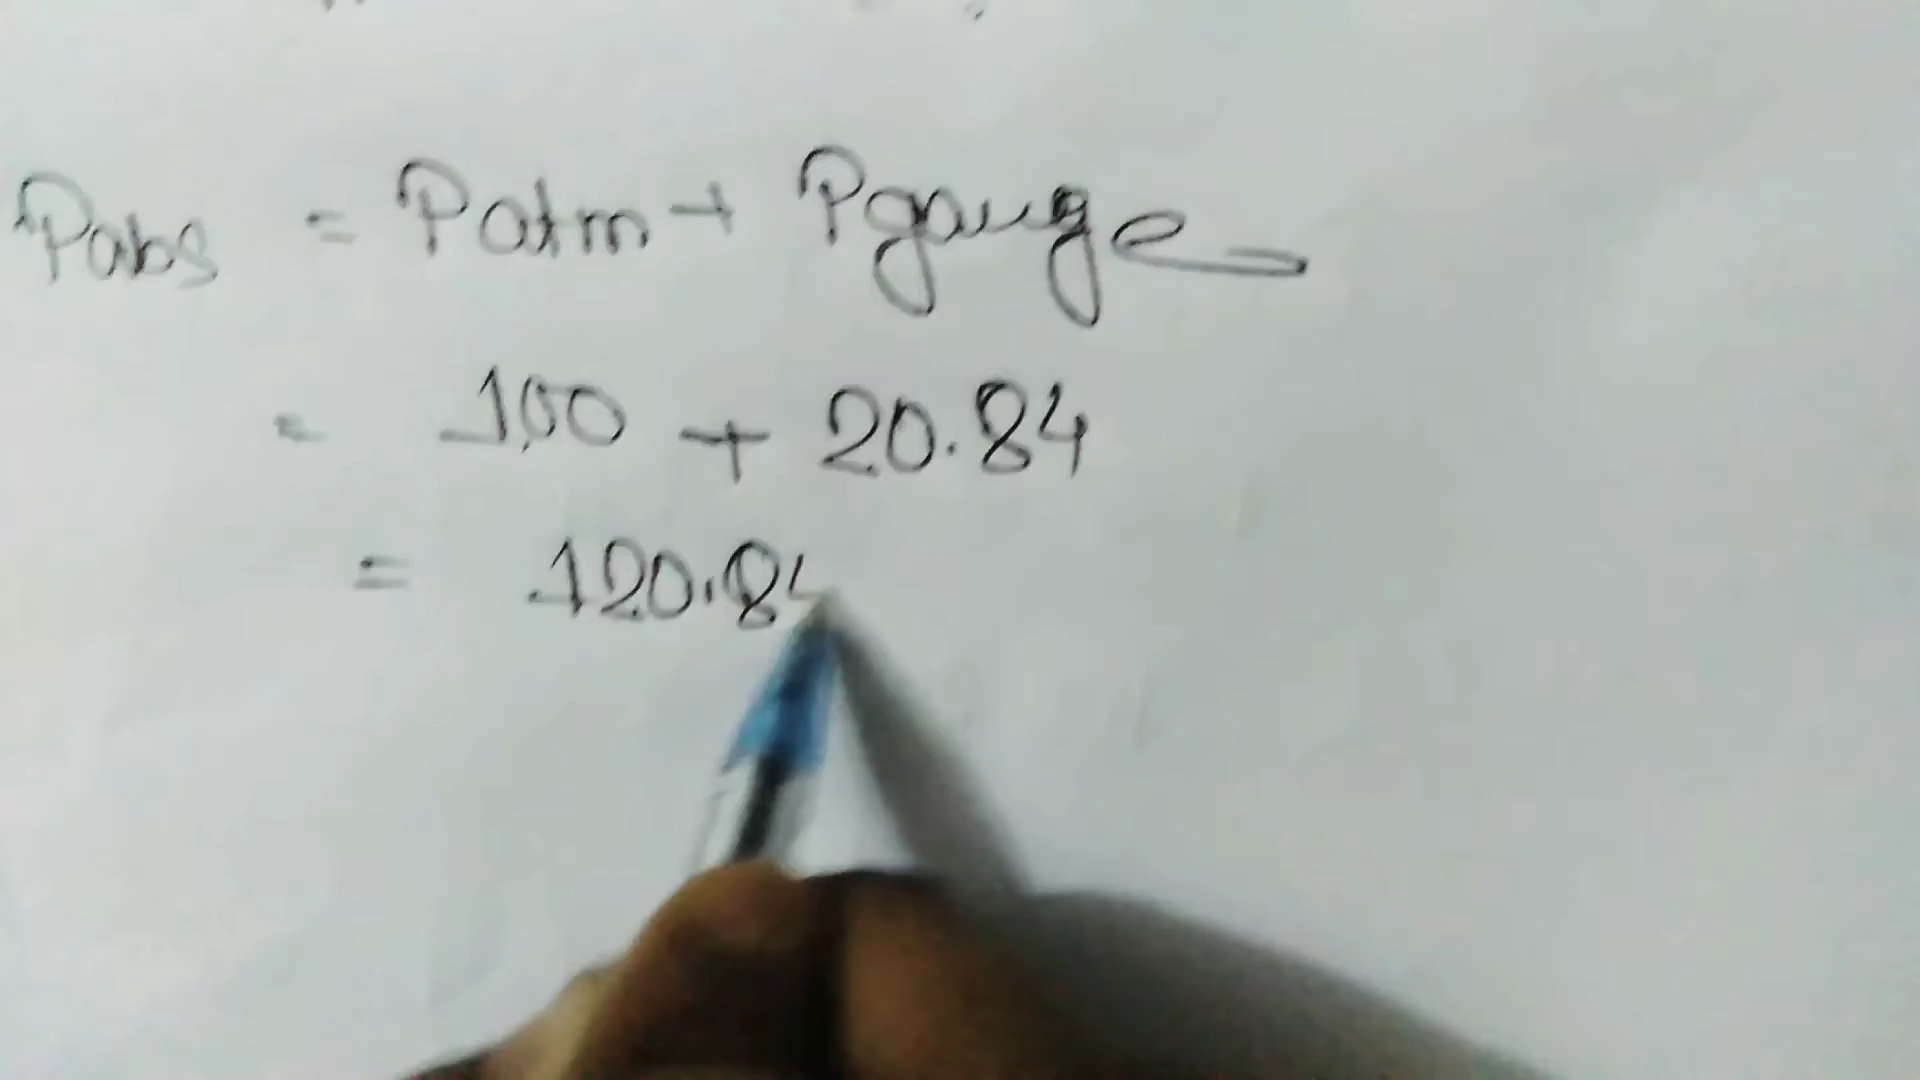 Pabs = Patm + Pgauge
= 100 + 20.84
= 120.84